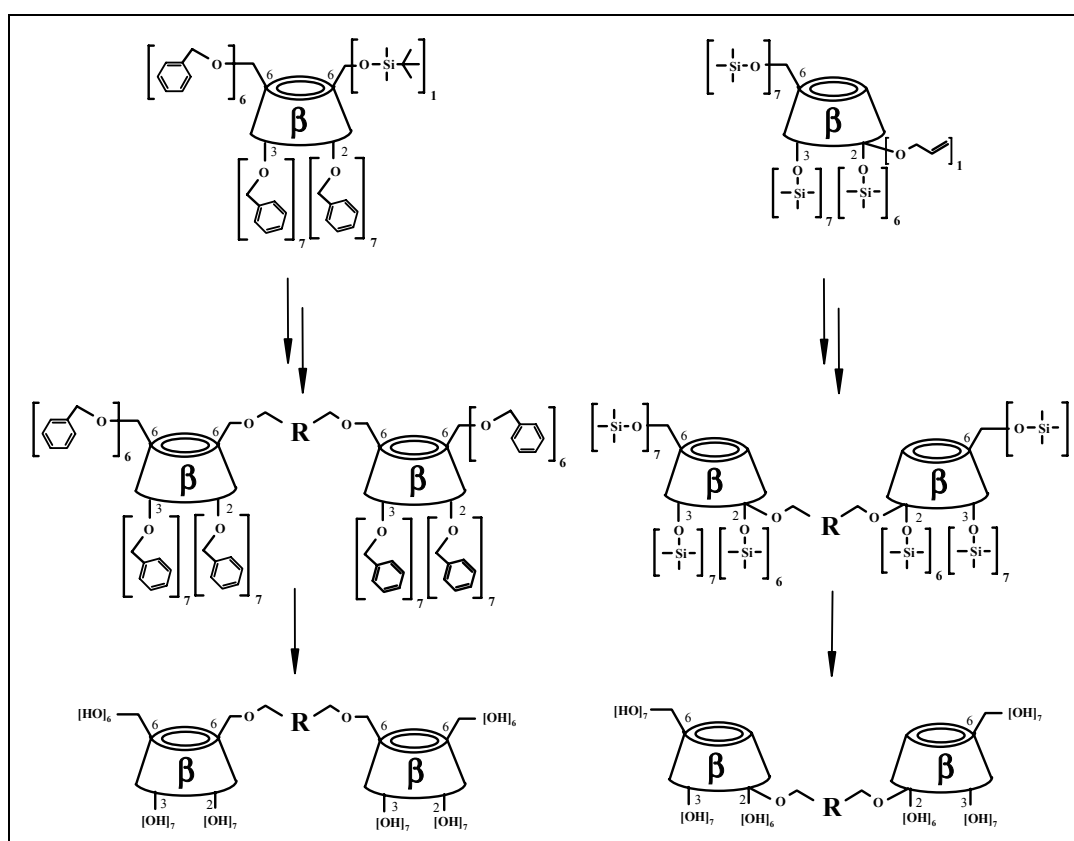 O O Si
6 6 6 1
β
3 2
O O
7 7
Si O
7 6
β
3 2 O 1
O O
Si Si
7 6
O O R O O
6 6 6 6 6 6
β β
3 2 3 2
O O O O
7 7 7 7
Si O O Si
7 6 6
β β
3 2 O R O 2 3
O O O O
Si Si Si Si
7 6 6 7
O R O
[HO]6 6 6 6 6 [OH]6
β β
3 2 3 2
[OH]7 [OH]7 [OH]7 [OH]7
[HO]7 6 6 [OH]7
β β
3 2 O R O 2 3
[OH]7 [OH]6 [OH]6 [OH]7